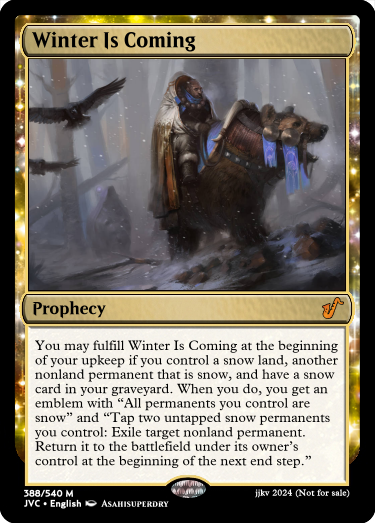 Winter Is Coming
Prophecy
You may fulfill Winter Is Coming at the beginning
of your upkeep if you control a snow land, another
nonland permanent that is snow, and have a snow
card in your graveyard. When you do, you get an
emblem with “All permanents you control are
snow” and “Tap two untapped snow permanents
you control: Exile target nonland permanent.
Return it to the battlefield under its owner’s
control at the beginning of the next end step.”
388/540 M
jjkv 2024 (Not for sale)
JVC • English Asahisuperdry